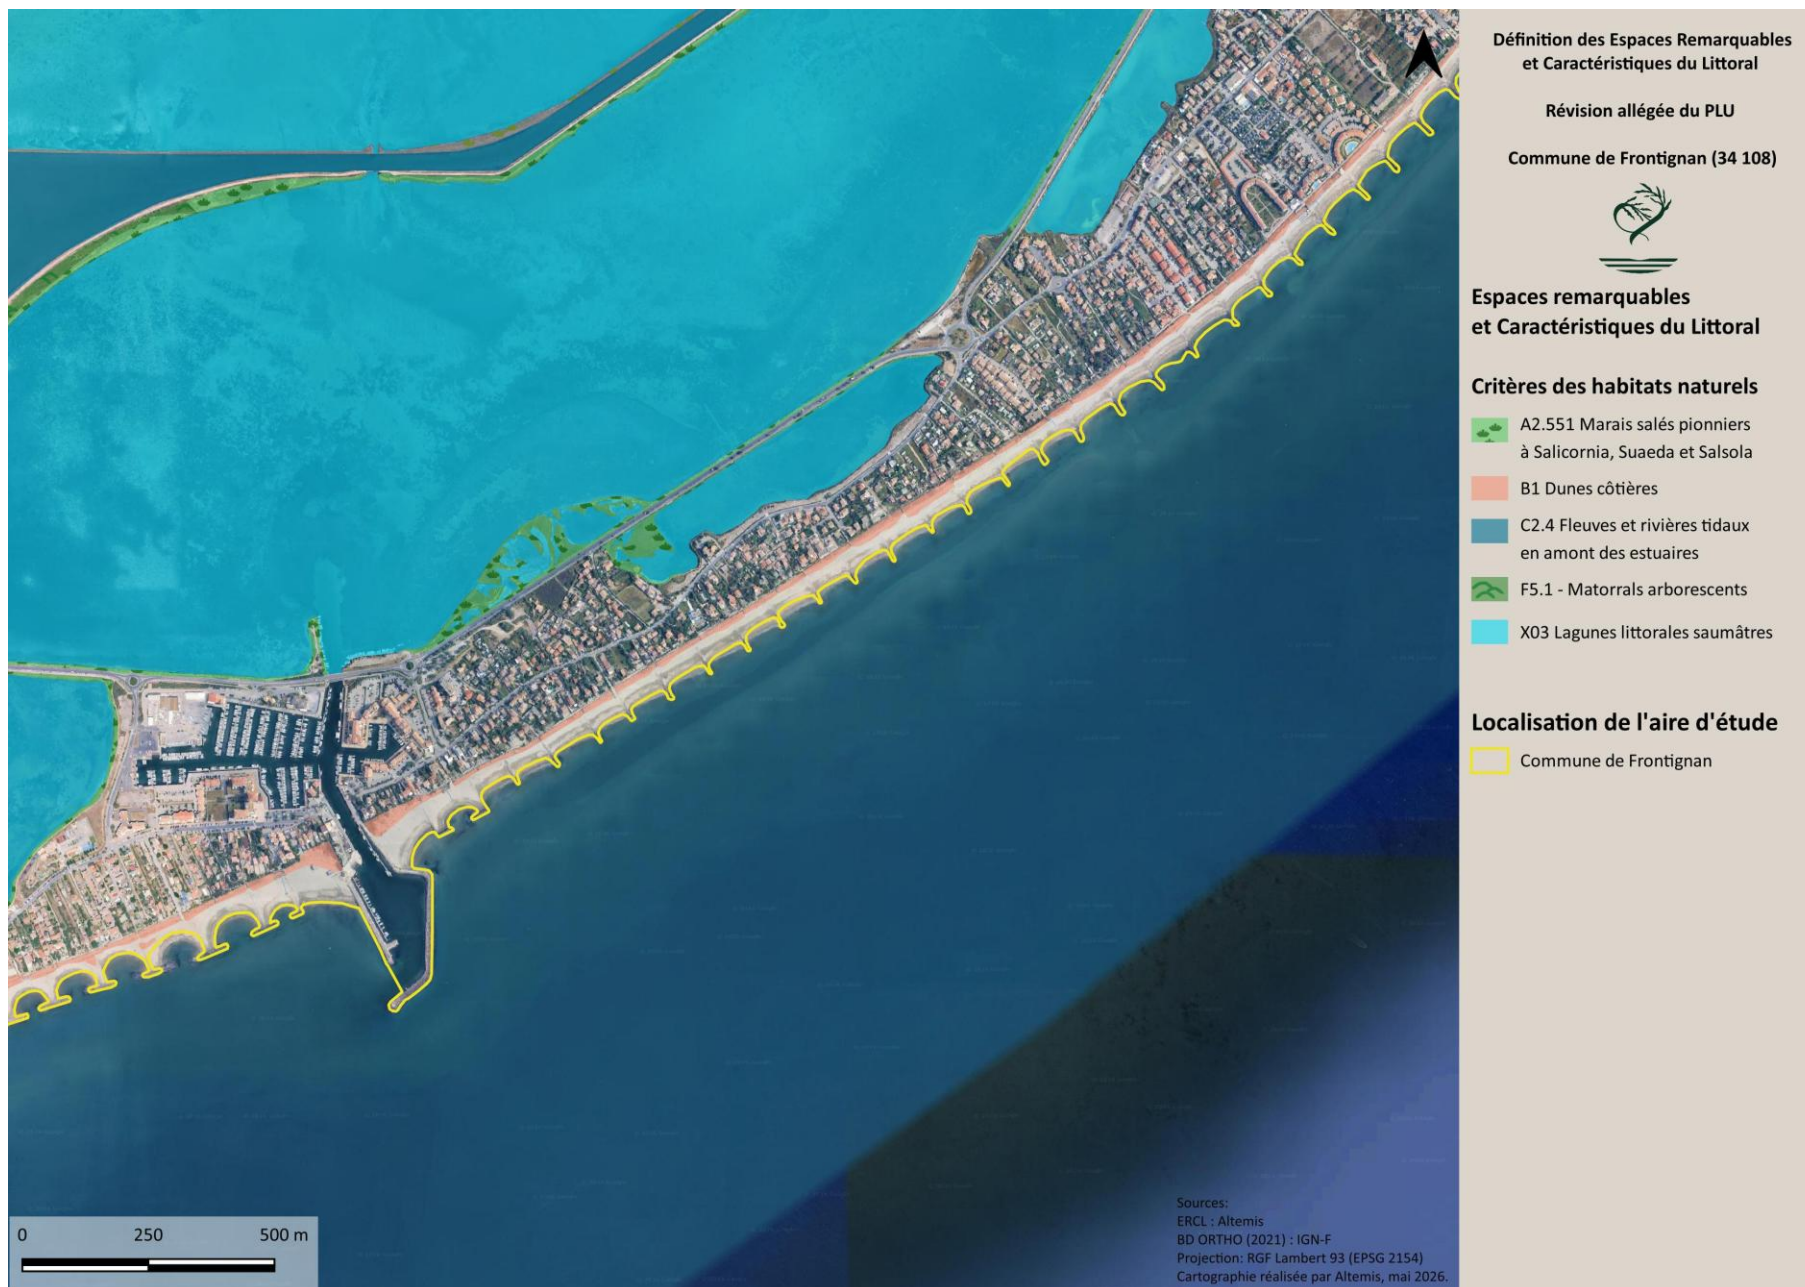 Définition des Espaces Remarquables
et Caractéristiques du Littoral
Révision allégée du PLU
Commune de Frontignan (34 108)
Espaces remarquables
et Caractéristiques du Littoral
Critères des habitats naturels
A2.551 Marais salés pionniers
à Salicornia, Suaeda et Salsola
B1 Dunes côtières
C2.4 Fleuves et rivières tidaux
en amont des estuaires
F5.1 - Matorrals arborescents
X03 Lagunes littorales saumâtres
Localisation de l'aire d'étude
Commune de Frontignan
0 250 500 m
Sources:
ERCL : Altemis
BD ORTHO (2021) : IGN-F
Projection: RGF Lambert 93 (EPSG 2154)
Cartographie réalisée par Altemis, mai 2026.